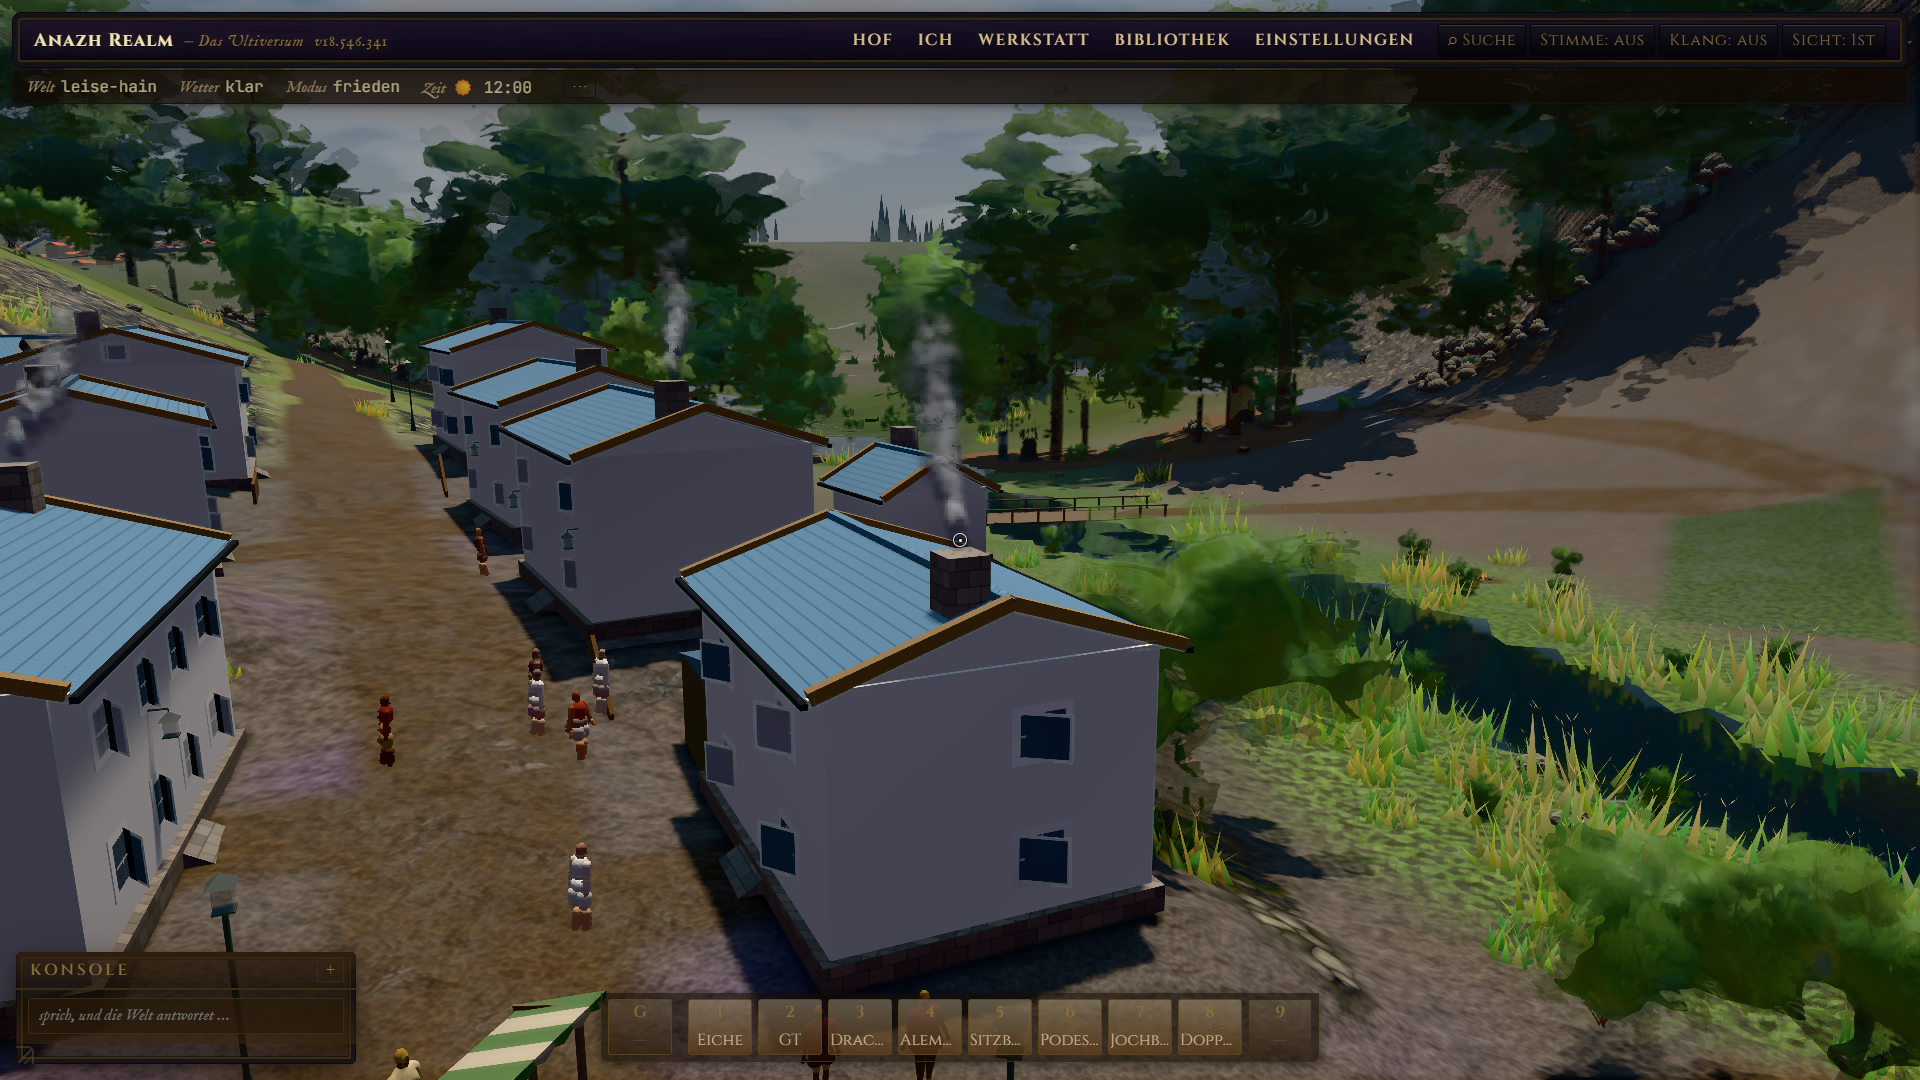 Anazh Realm – Das Ultiversum v18.546.341 HOF ICH WERKSTATT BIBLIOTHEK EINSTELLUNGEN ⌕ SUCHE STIMME: AUS KLANG: AUS SICHT: IST
Welt leise-hain Wetter klar Modus frieden Zeit 12:00 ...
KONSOLE +
sprich, und die Welt antwortet ...
G 1 2 3 4 5 6 7 8 9
— EICHE GT DRAC... ALEM... SITZB... PODES... JOCHB... DOPP... —